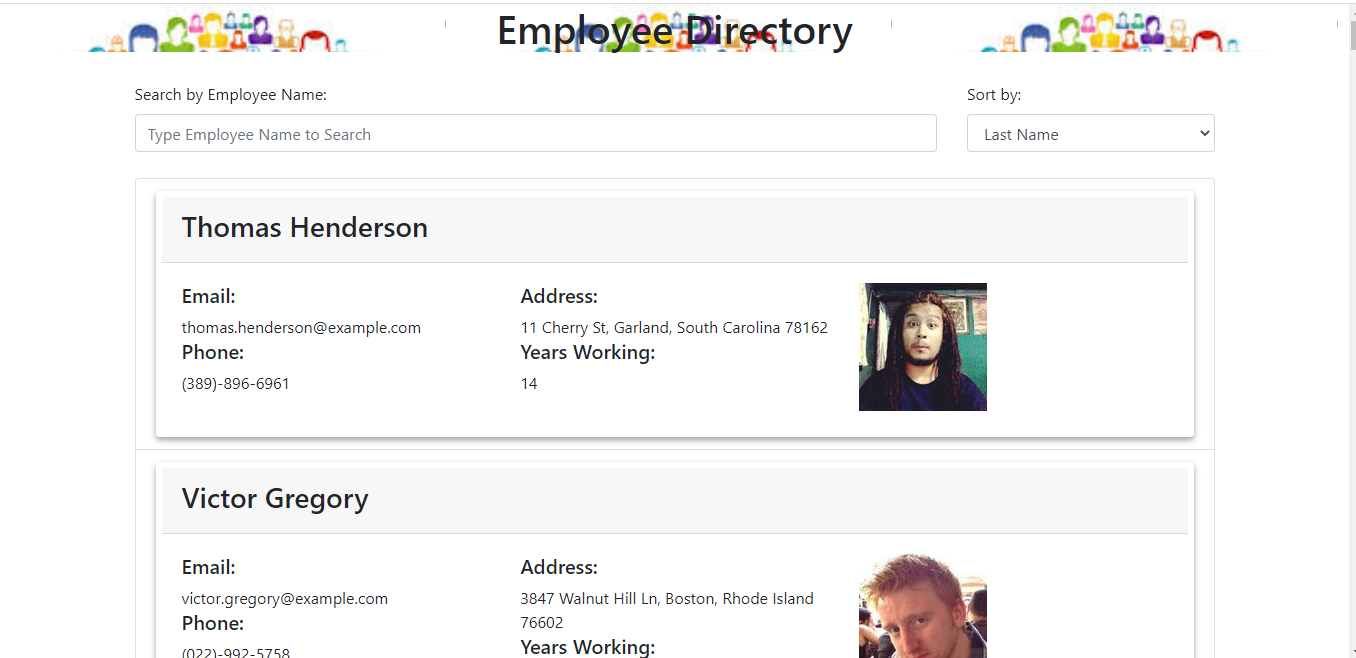 Employee Directory
Search by Employee Name:
Sort by:
Type Employee Name to Search
Last Name
Thomas Henderson
Email:
Address:
thomas.henderson@example.com
11 Cherry St, Garland, South Carolina 78162
Phone:
Years Working:
(389)-896-6961
14
Victor Gregory
Email:
Address:
victor.gregory@example.com
3847 Walnut Hill Ln, Boston, Rhode Island
76602
Phone:
Years Working:
(022)-992-5758